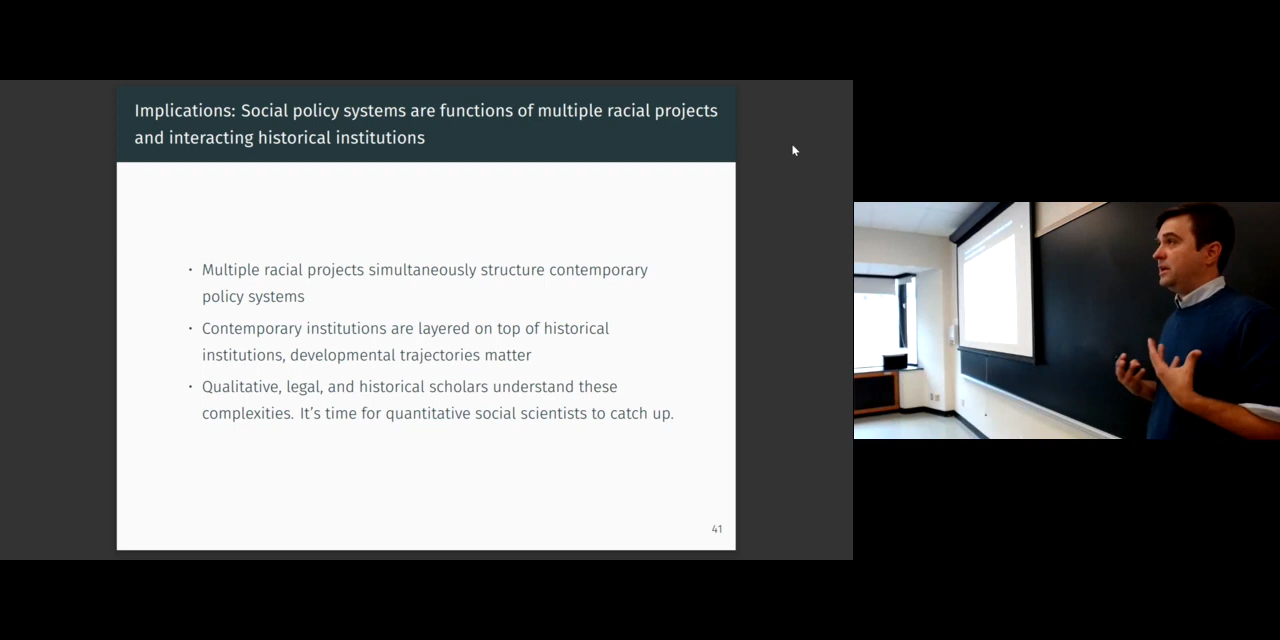 Implications: Social policy systems are functions of multiple racial projects
and interacting historical institutions
· Multiple racial projects simultaneously structure contemporary
policy systems
· Contemporary institutions are layered on top of historical
institutions, developmental trajectories matter
· Qualitative, legal, and historical scholars understand these
complexities. It’s time for quantitative social scientists to catch up.
41